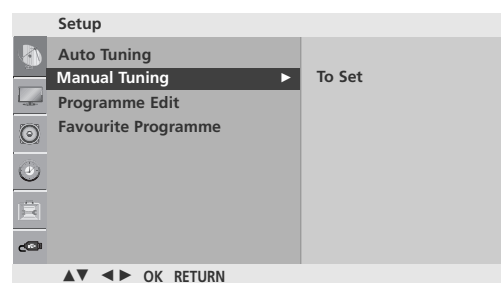 Setup
Auto Tuning
Manual Tuning ► To Set
Programme Edit
Favourite Programme
▲▼ ◄► OK RETURN